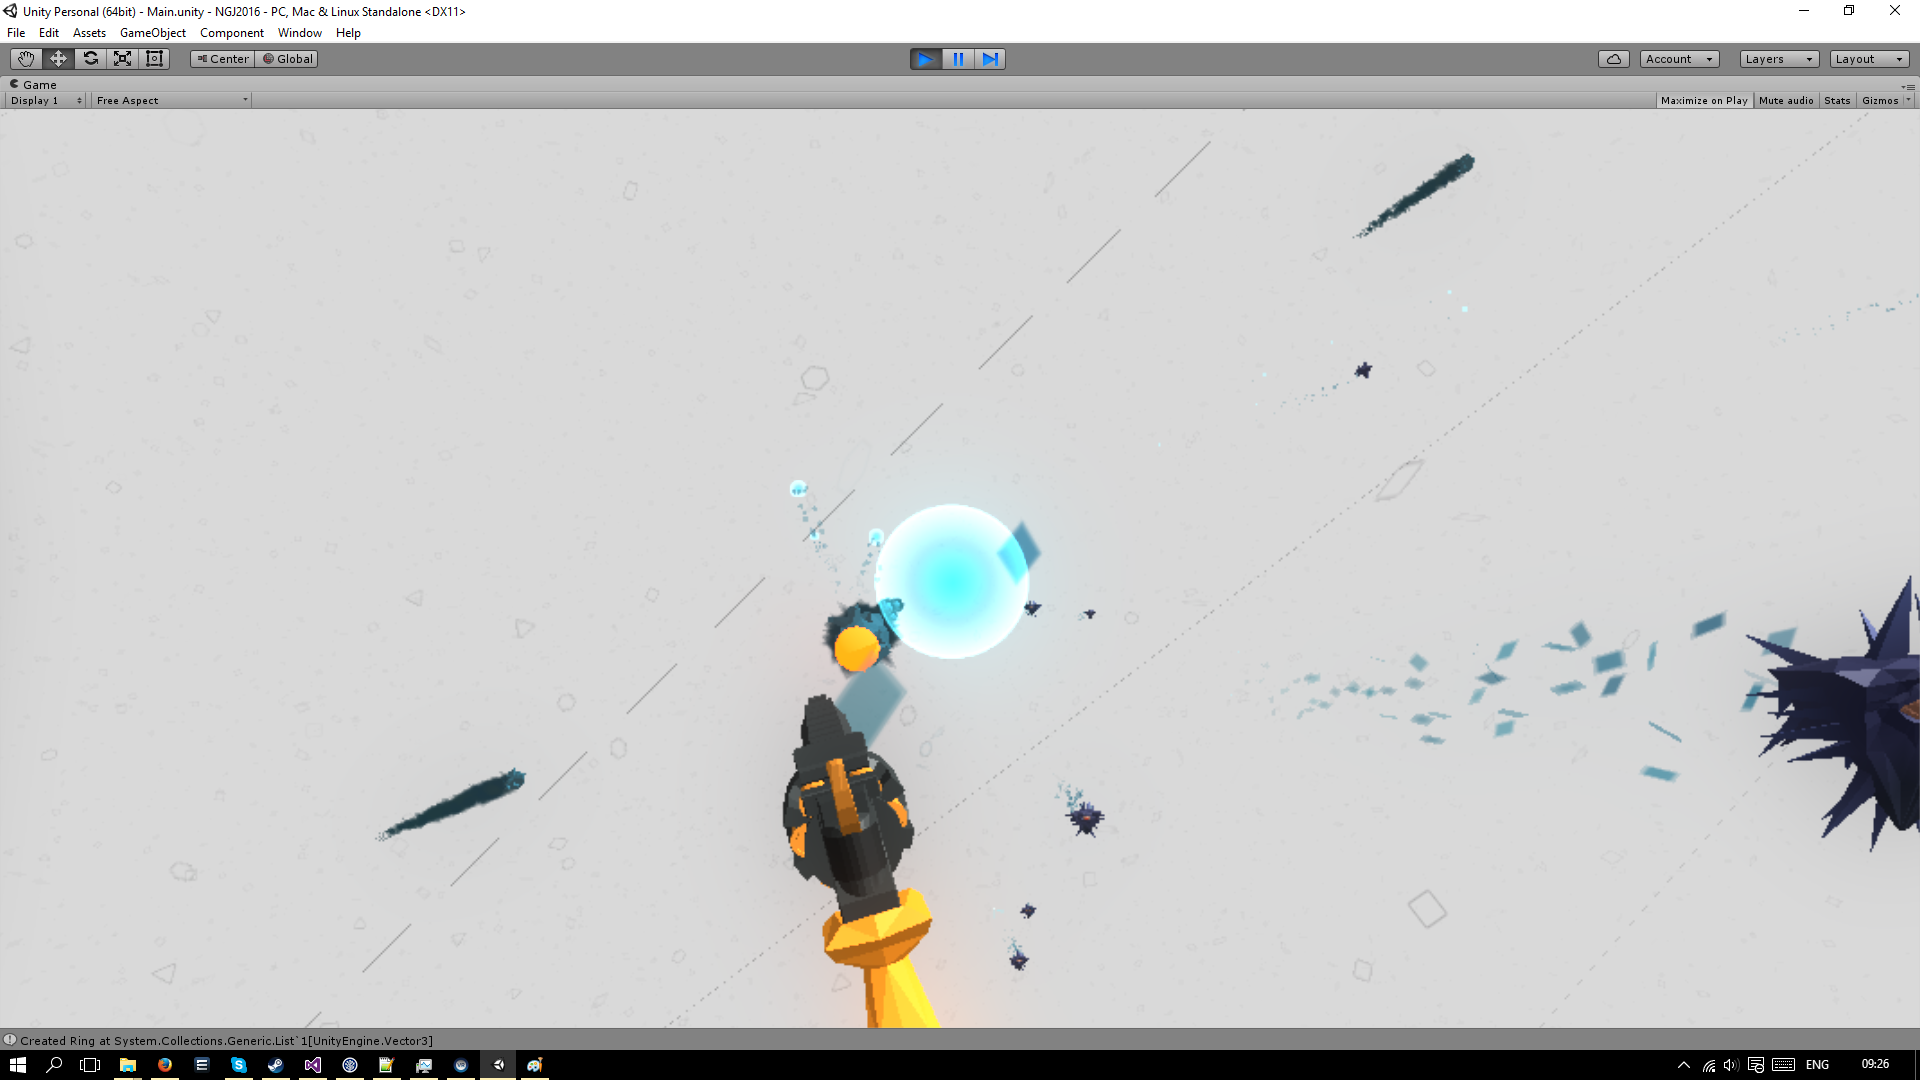 Unity Personal (64bit) - Main.unity - NGJ2016 - PC, Mac & Linux Standalone <DX11>
File Edit Assets GameObject Component Window Help
Center Global Account Layers Layout
Game
Display 1 Free Aspect Maximize on Play Mute audio Stats Gizmos
Created Ring at System.Collections.Generic.List`1[UnityEngine.Vector3]
ENG 09:26